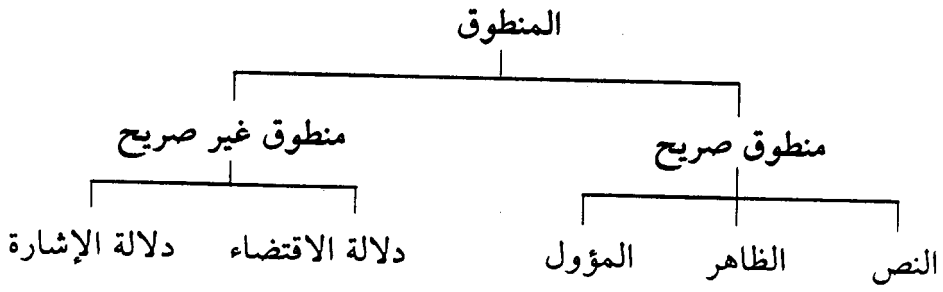 المنطوق
منطوق صريح
منطوق غير صريح
النص
الظاهر
المؤول
دلالة الاقتضاء
دلالة الإشارة